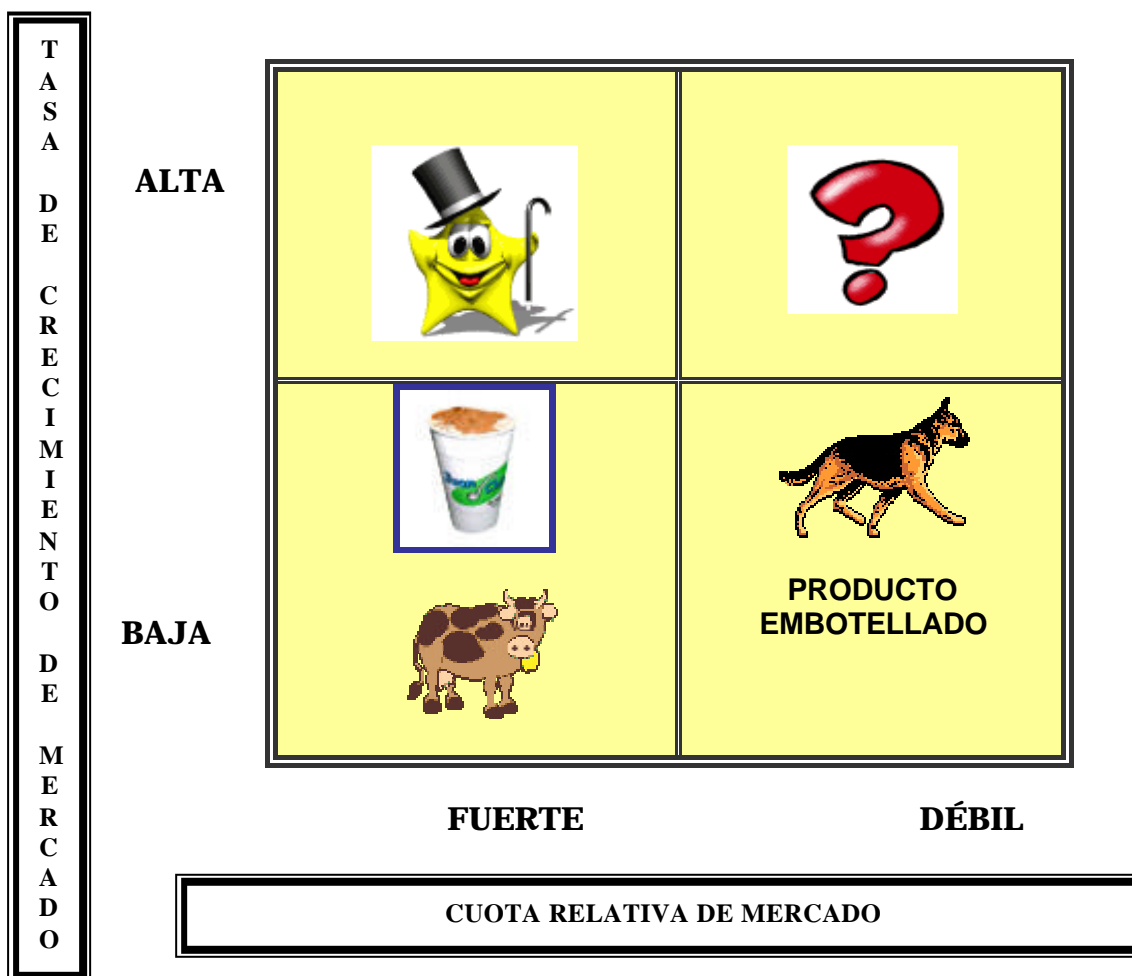 TASA DE CRECIMIENTO DE MERCADO
ALTA
BAJA
PRODUCTO
EMBOTELLADO
FUERTE
DÉBIL
CUOTA RELATIVA DE MERCADO